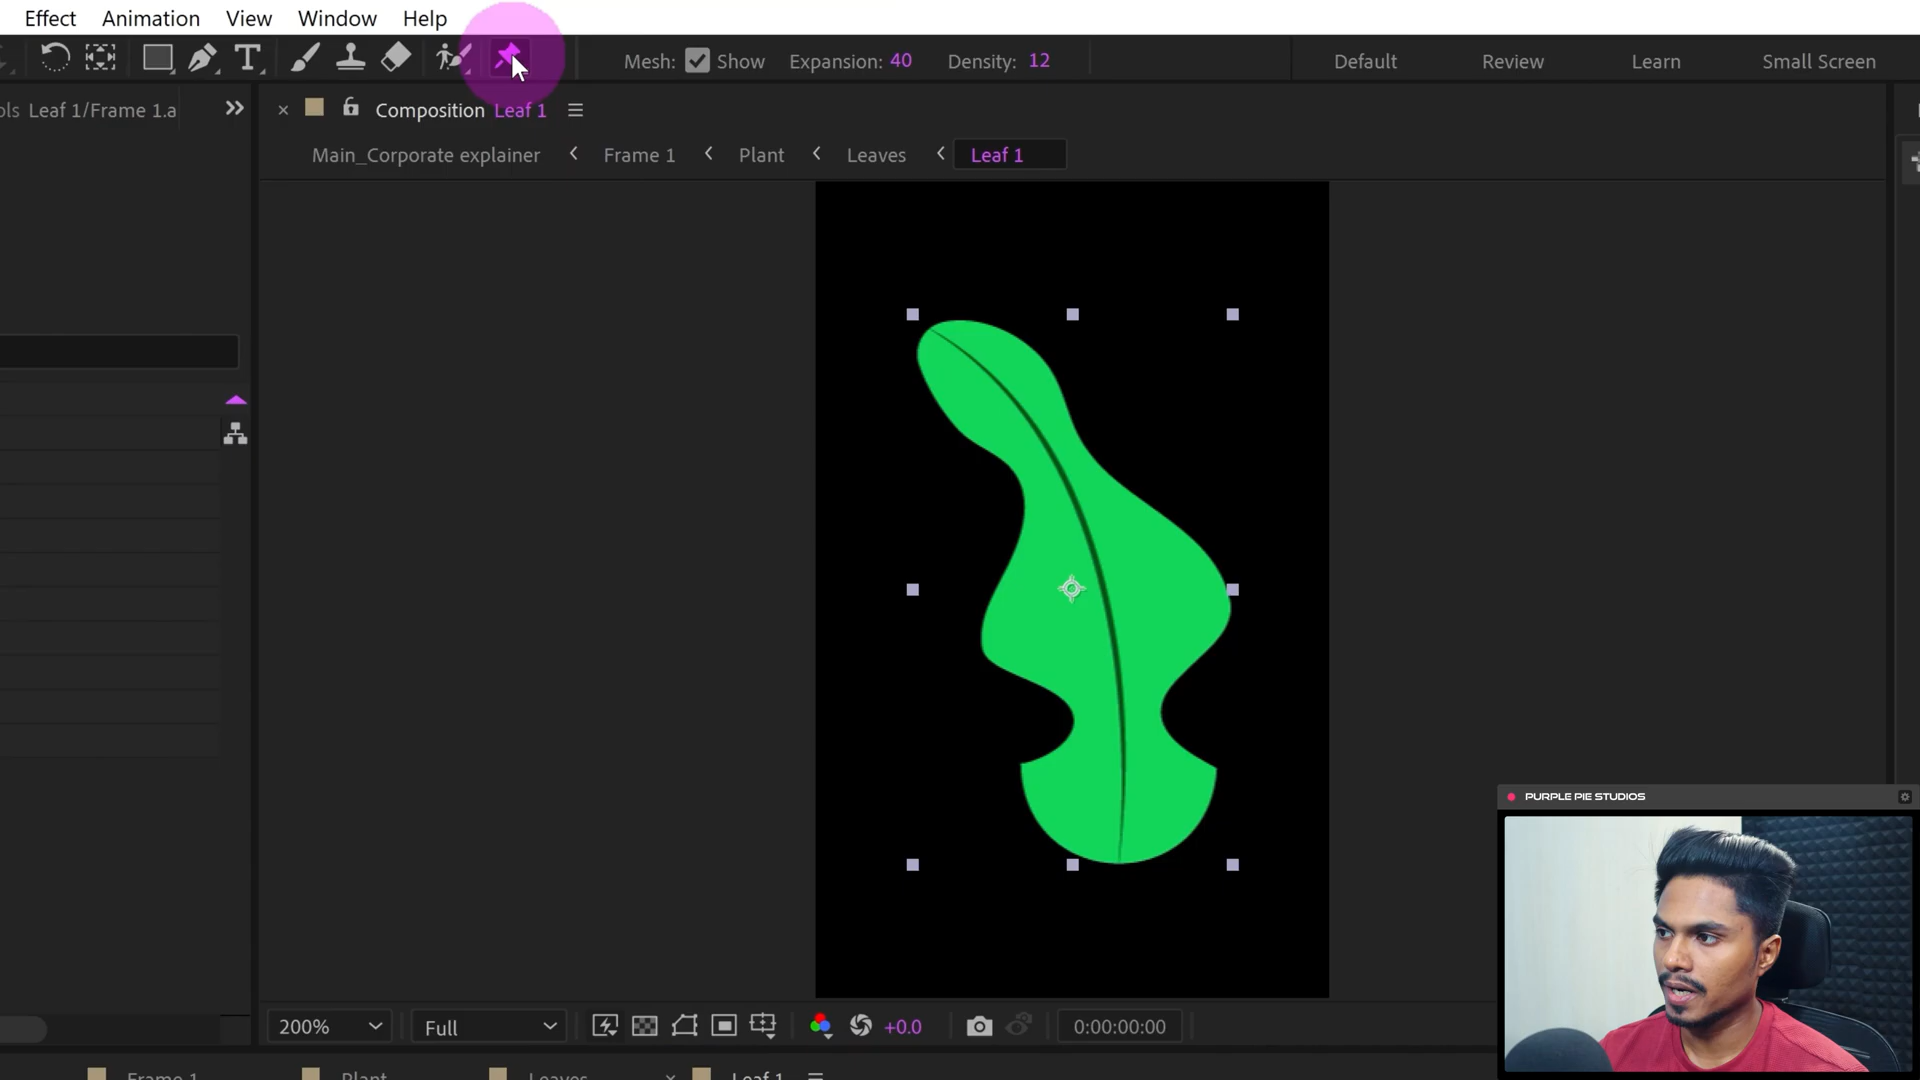 Effect Animation View Window Help
Mesh: Show Expansion: 40 Density: 12 Default Review Learn Small Screen
ols Leaf 1/Frame 1.a
Composition Leaf 1
Main_Corporate explainer Frame 1 Plant Leaves Leaf 1
PURPLE PIE STUDIOS
200% Full +0.0 0:00:00:00
Frame 1 Plant Leaves Leaf 1